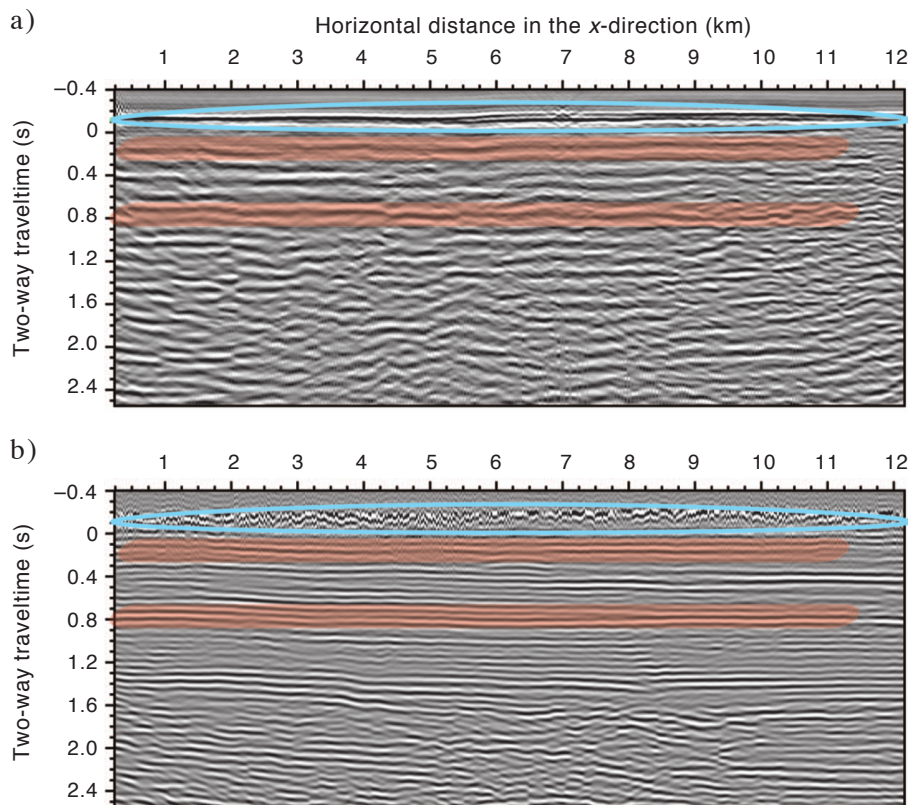 a)
Horizontal distance in the x-direction (km)
1 2 3 4 5 6 7 8 9 10 11 12
Two-way traveltime (s)
–0.4
0
0.4
0.8
1.2
1.6
2.0
2.4
b)
1 2 3 4 5 6 7 8 9 10 11 12
Two-way traveltime (s)
–0.4
0
0.4
0.8
1.2
1.6
2.0
2.4